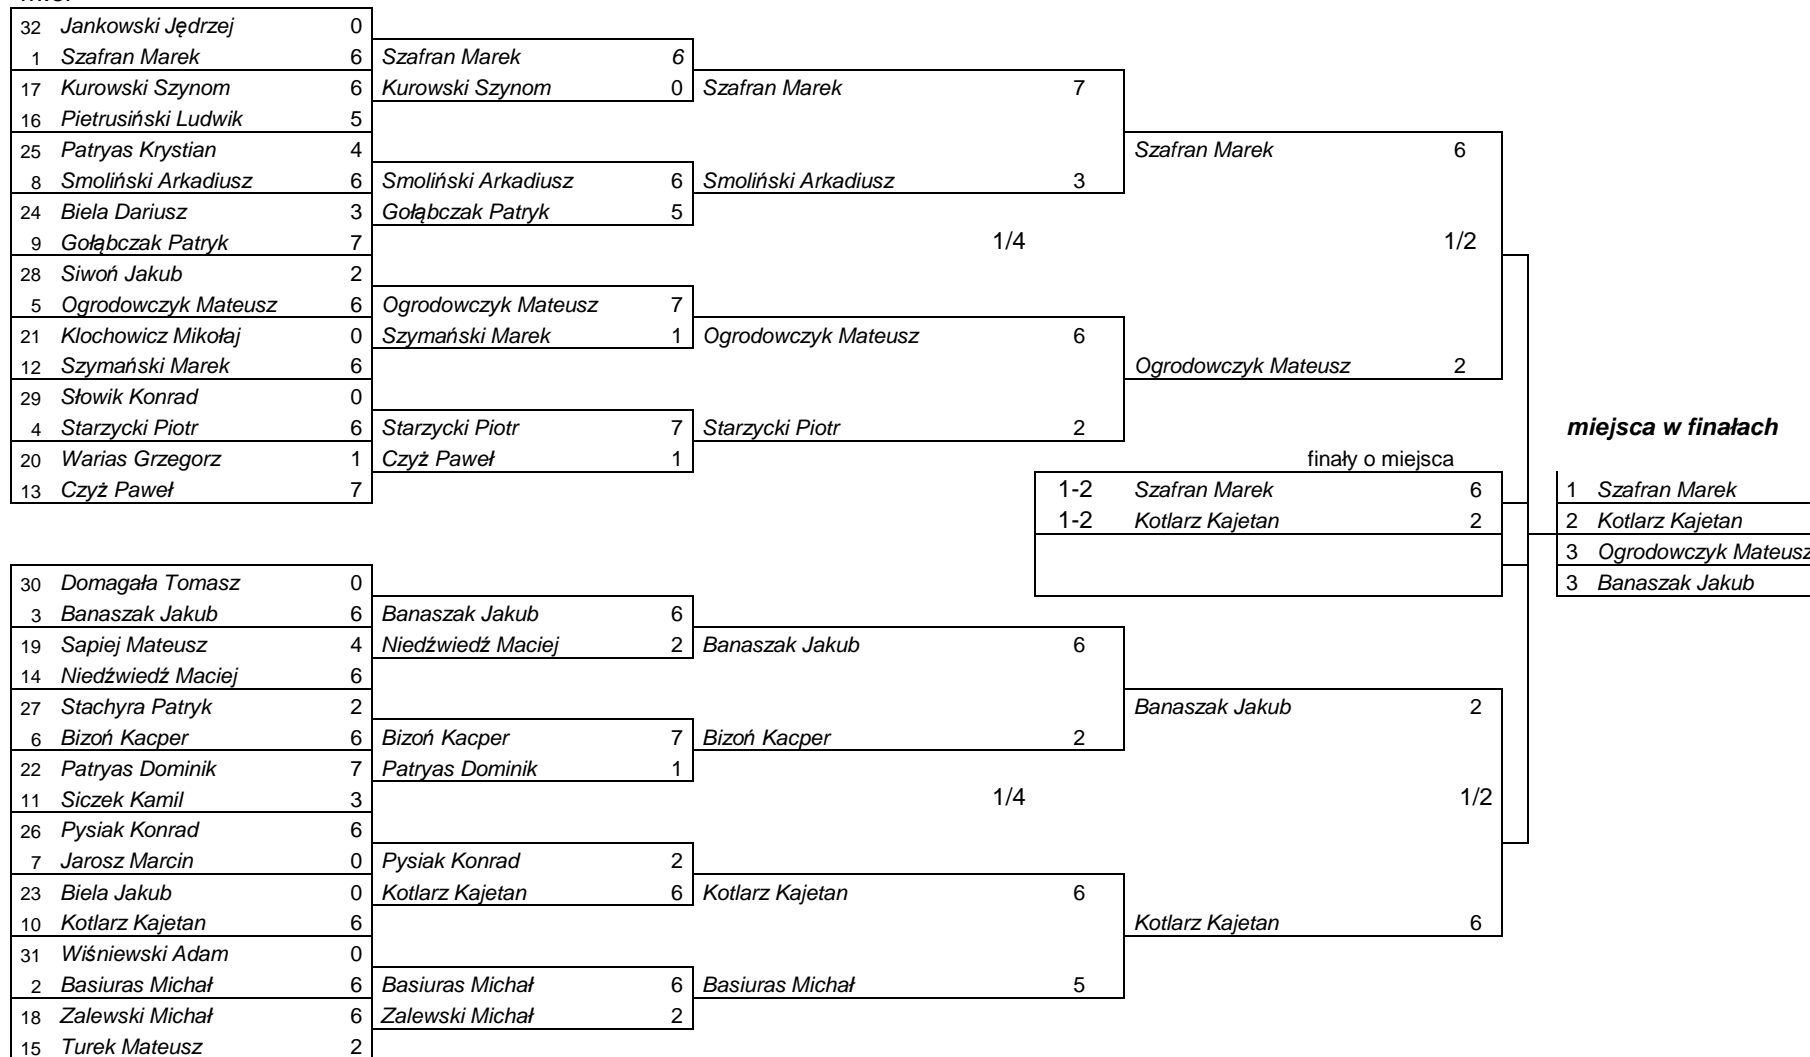 32 Jankowski Jędrzej 0
1 Szafran Marek 6 Szafran Marek 6
17 Kurowski Szynom 6 Kurowski Szynom 0 Szafran Marek 7
16 Pietrusiński Ludwik 5
25 Patryas Krystian 4 Szafran Marek 6
8 Smoliński Arkadiusz 6 Smoliński Arkadiusz 6 Smoliński Arkadiusz 3
24 Biela Dariusz 3 Gołąbczak Patryk 5
9 Gołąbczak Patryk 7 1/4 1/2
28 Siwoń Jakub 2
5 Ogrodowczyk Mateusz 6 Ogrodowczyk Mateusz 7
21 Klochowicz Mikołaj 0 Szymański Marek 1 Ogrodowczyk Mateusz 6
12 Szymański Marek 6 Ogrodowczyk Mateusz 2
29 Słowik Konrad 0
4 Starzycki Piotr 6 Starzycki Piotr 7 Starzycki Piotr 2 miejsca w finałach
20 Warias Grzegorz 1 Czyż Paweł 1 finały o miejsca
13 Czyż Paweł 7 1-2 Szafran Marek 6 1 Szafran Marek
1-2 Kotlarz Kajetan 2 2 Kotlarz Kajetan
3 Ogrodowczyk Mateusz
30 Domagała Tomasz 0 3 Banaszak Jakub
3 Banaszak Jakub 6 Banaszak Jakub 6
19 Sapiej Mateusz 4 Niedźwiedź Maciej 2 Banaszak Jakub 6
14 Niedźwiedź Maciej 6
27 Stachyra Patryk 2 Banaszak Jakub 2
6 Bizoń Kacper 6 Bizoń Kacper 7 Bizoń Kacper 2
22 Patryas Dominik 7 Patryas Dominik 1
11 Siczek Kamil 3 1/4 1/2
26 Pysiak Konrad 6
7 Jarosz Marcin 0 Pysiak Konrad 2
23 Biela Jakub 0 Kotlarz Kajetan 6 Kotlarz Kajetan 6
10 Kotlarz Kajetan 6 Kotlarz Kajetan 6
31 Wiśniewski Adam 0
2 Basiuras Michał 6 Basiuras Michał 6 Basiuras Michał 5
18 Zalewski Michał 6 Zalewski Michał 2
15 Turek Mateusz 2